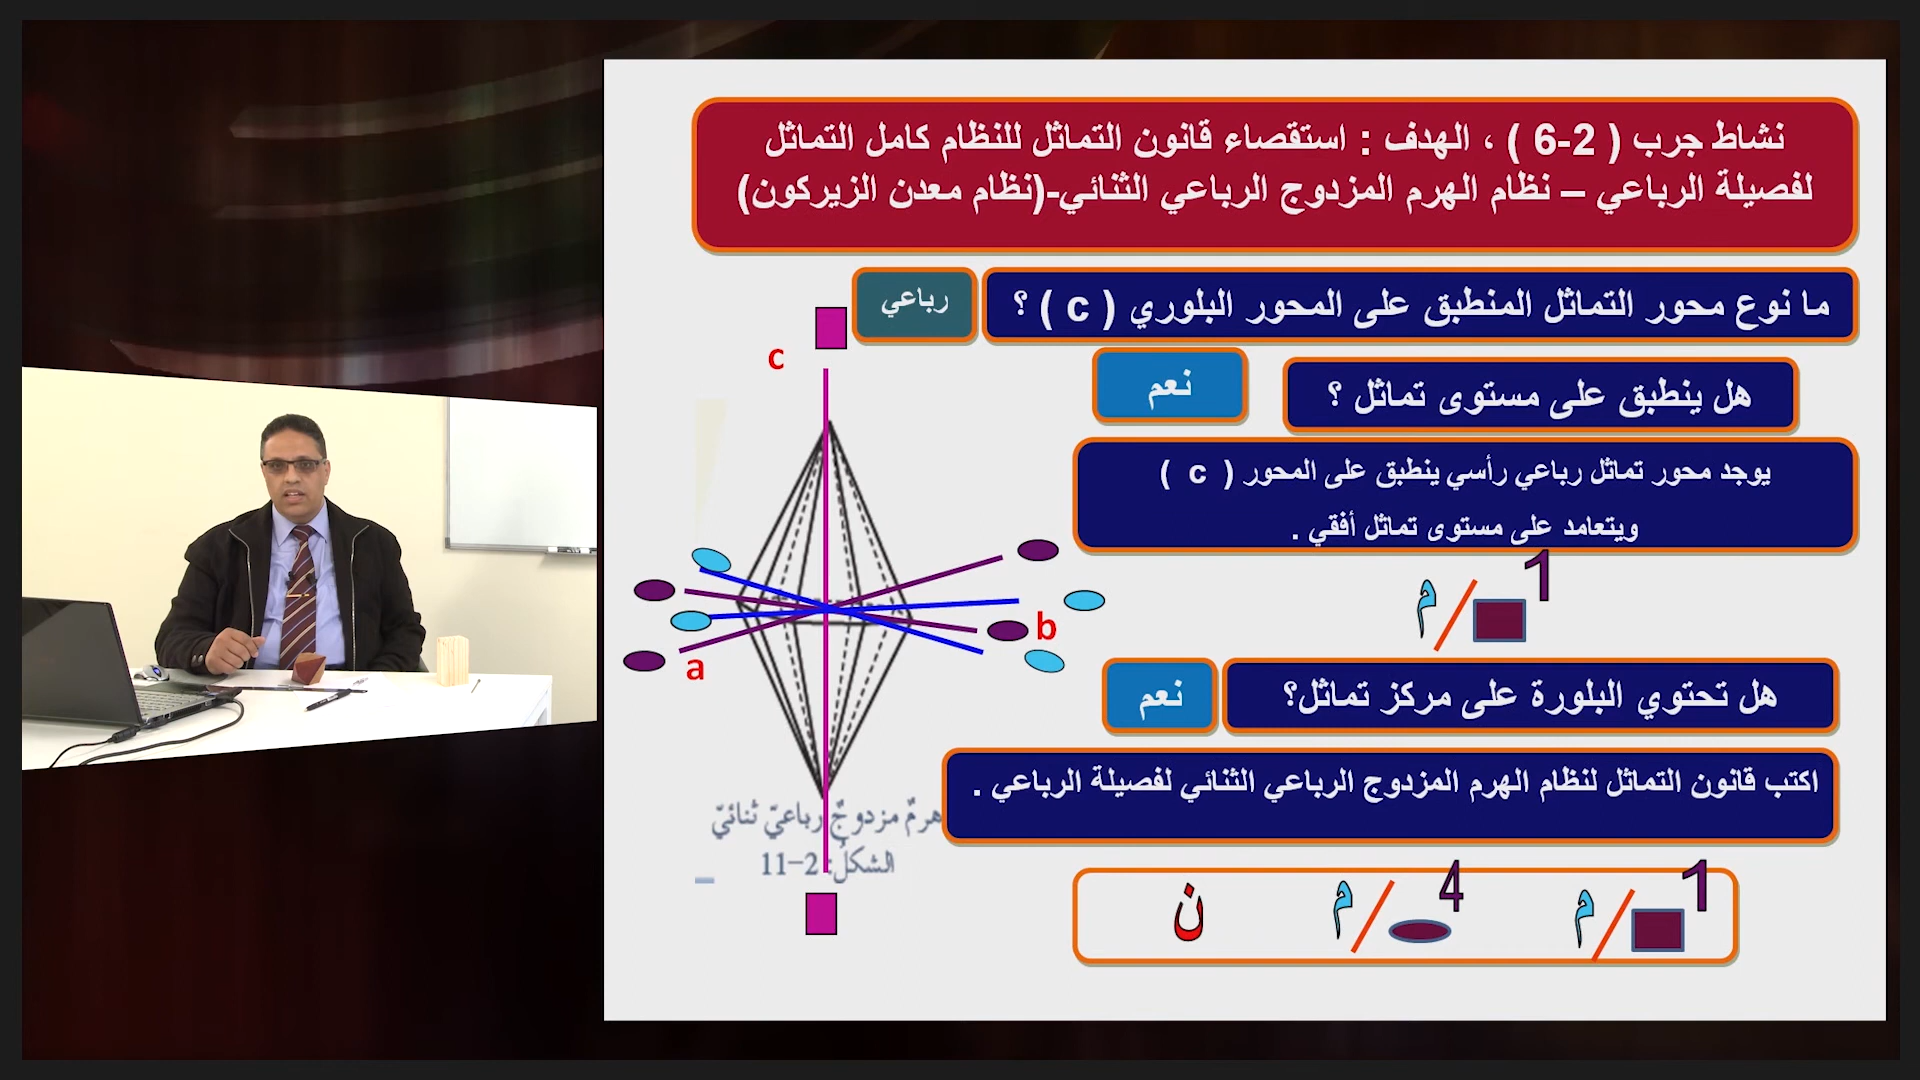 نشاط جرب ( 2-6 ) ، الهدف : استقصاء قانون التماثل للنظام كامل التماثل
لفصيلة الرباعي – نظام الهرم المزدوج الرباعي الثنائي-(نظام معدن الزيركون)
ما نوع محور التماثل المنطبق على المحور البلوري ( c ) ؟
رباعي
c
هل ينطبق على مستوى تماثل ؟
نعم
يوجد محور تماثل رباعي رأسي ينطبق على المحور ( c )
ويتعامد على مستوى تماثل أفقي .
1
/ م
b
a
هل تحتوي البلورة على مركز تماثل؟
نعم
اكتب قانون التماثل لنظام الهرم المزدوج الرباعي الثنائي لفصيلة الرباعي .
هرمٌ مزدوجٌ رباعيّ ثنائيّ
الشكل: 2-11
1 / م 4 / م ن